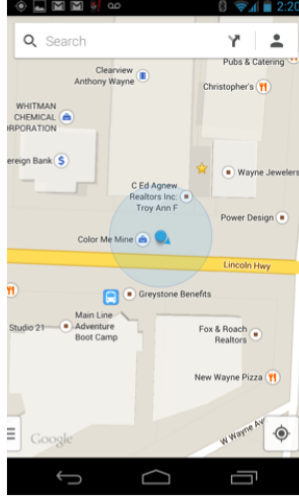 2:20
Search
Pubs & Catering
Clearview
Anthony Wayne
Christopher's
WHITMAN
CHEMICAL
ORPORATION
ereign Bank
Wayne Jewelers
C Ed Agnew
Realtors Inc:
Troy Ann F
Power Design
Color Me Mine
Lincoln Hwy
Greystone Benefits
Main Line
Adventure
Boot Camp
Studio 21
Fox & Roach
Realtors
New Wayne Pizza
W Wayne Av
Google